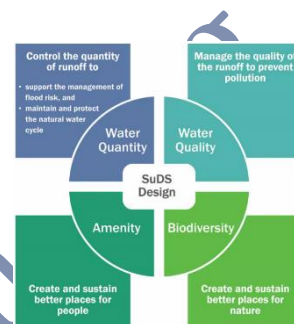 Control the quantity
of runoff to
• support the management of
flood risk, and
• maintain and protect
the natural water
cycle
Manage the quality of
the runoff to prevent
pollution
Water
Quantity
Water
Quality
SuDS
Design
Amenity
Biodiversity
Create and sustain
better places for
people
Create and sustain
better places for
nature